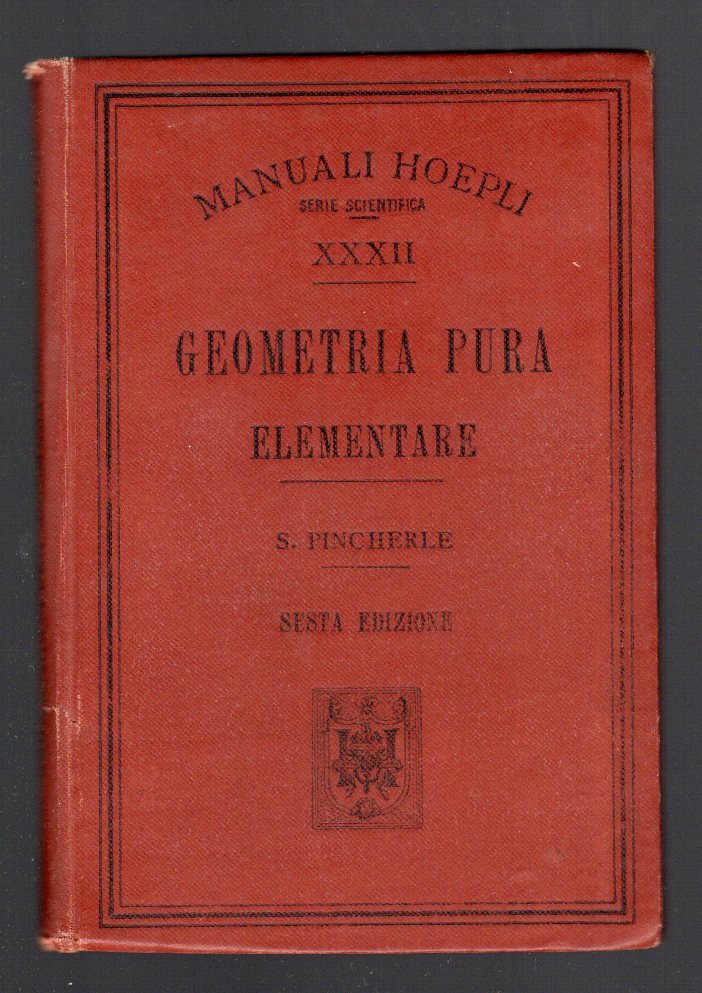 MANUALI HOEPLI
SERIE SCIENTIFICA
XXXII
GEOMETRIA PURA
ELEMENTARE
S. PINCHERLE
SESTA EDIZIONE